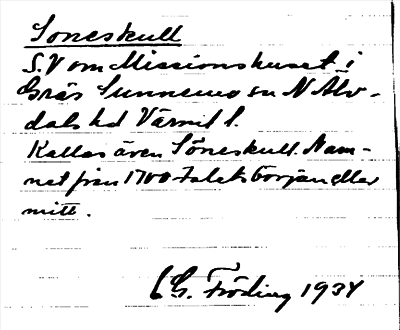 Soneskull
S.V om Missionshuset i
Gräs Sunnemo sn N Älv-
dals hd Värml l.
Kallas även Söneskull. Nam-
net från 1700 talets början eller
mitt.
G. Fröding 1934